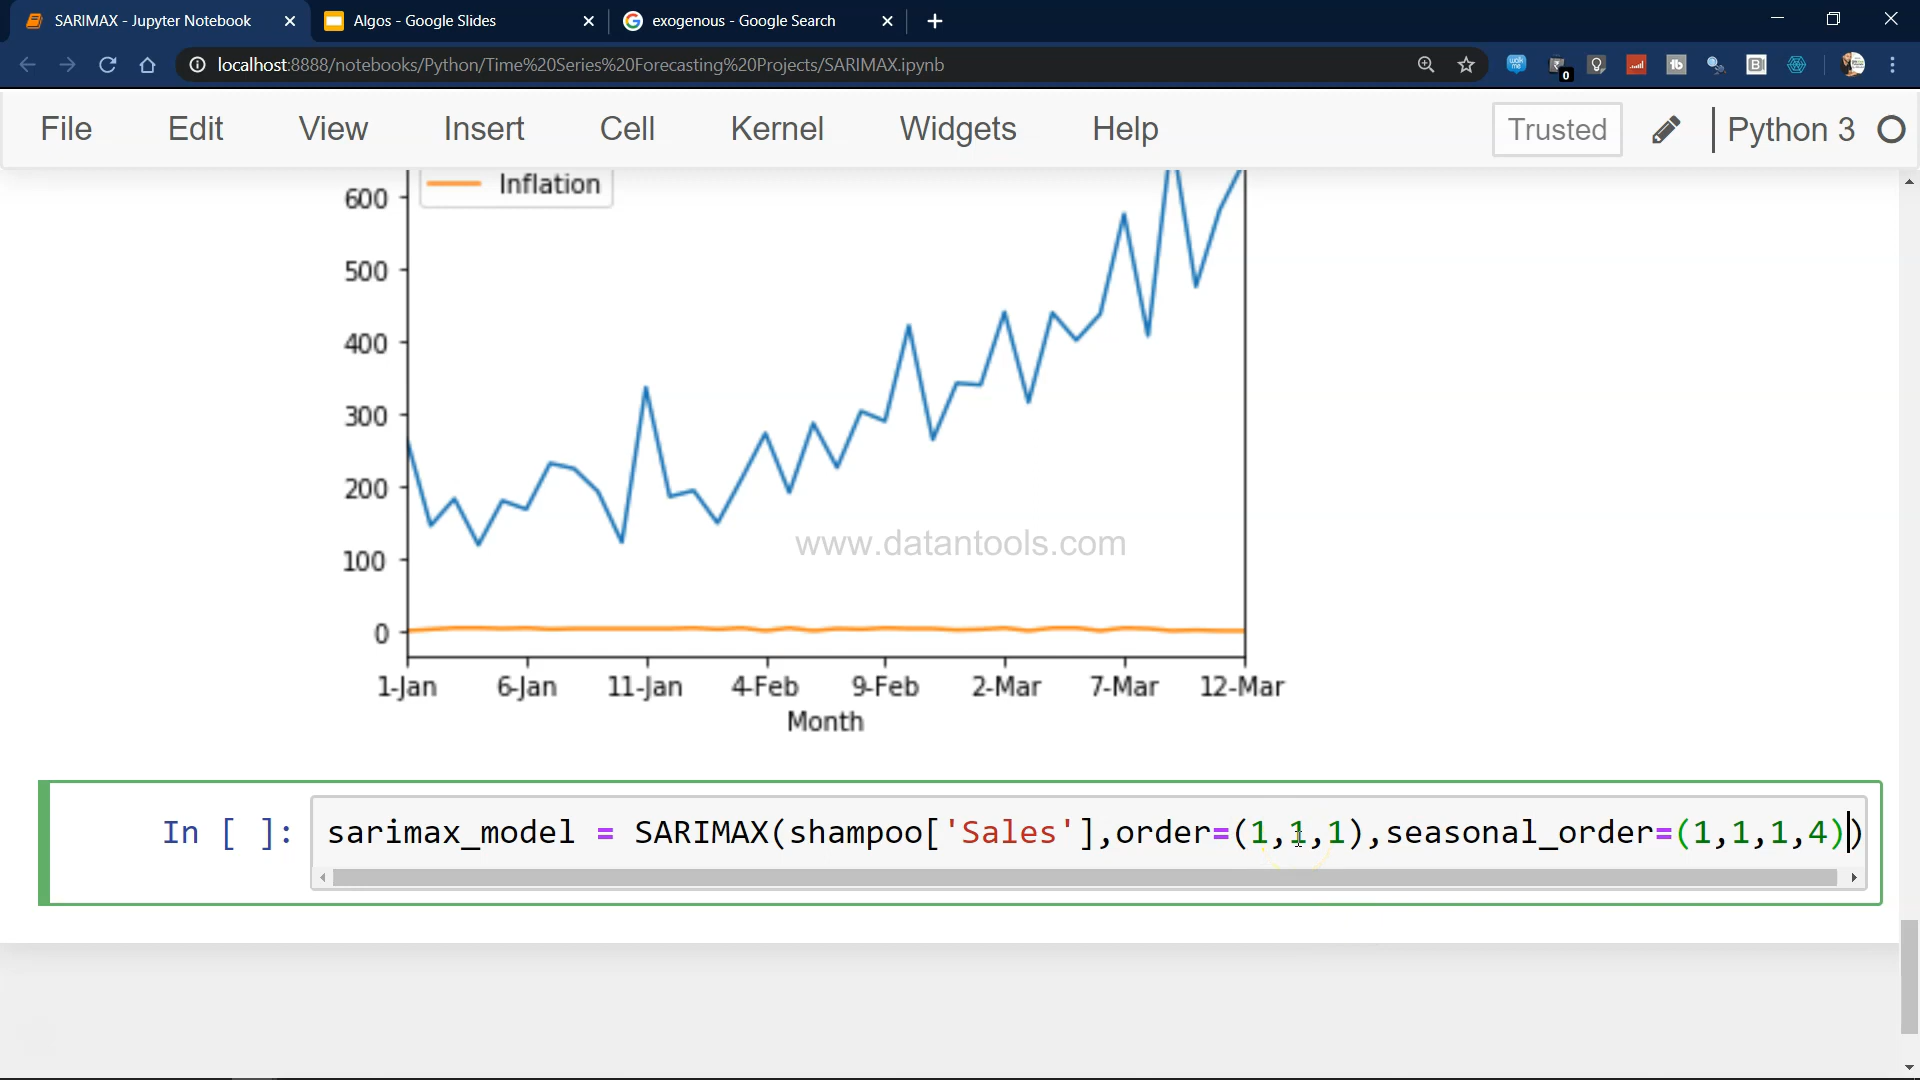 SARIMAX - Jupyter Notebook
Algos - Google Slides
exogenous - Google Search
localhost:8888/notebooks/Python/Time%20Series%20Forecasting%20Projects/SARIMAX.ipynb
0
tb
B
File Edit View Insert Cell Kernel Widgets Help Trusted Python 3
Inflation
600
500
400
300
200
www.datantools.com
100
0
1-Jan 6-Jan 11-Jan 4-Feb 9-Feb 2-Mar 7-Mar 12-Mar
Month
In [ ]: sarimax_model = SARIMAX(shampoo['Sales'],order=(1,1,1),seasonal_order=(1,1,1,4))